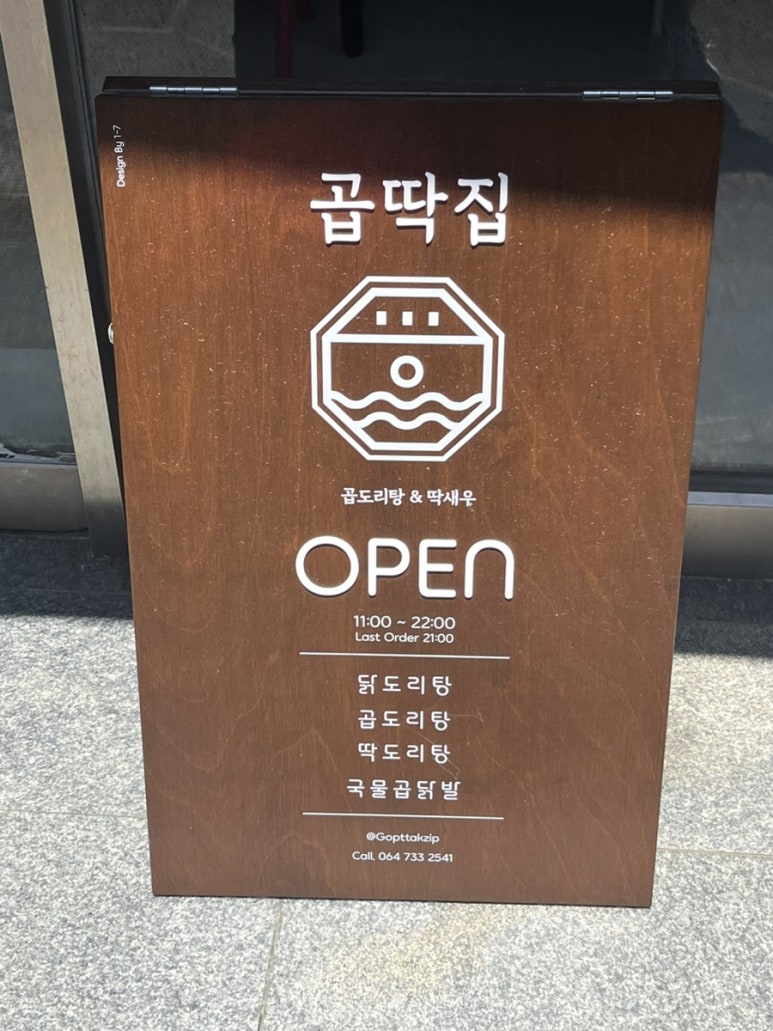 Design By 1-7
곱딱집
곱도리탕 & 딱새우
OPEN
11:00 ~ 22:00
Last Order 21:00
닭도리탕
곱도리탕
딱도리탕
국물곱닭발
@Gopttakzip
Call. 064 733 2541